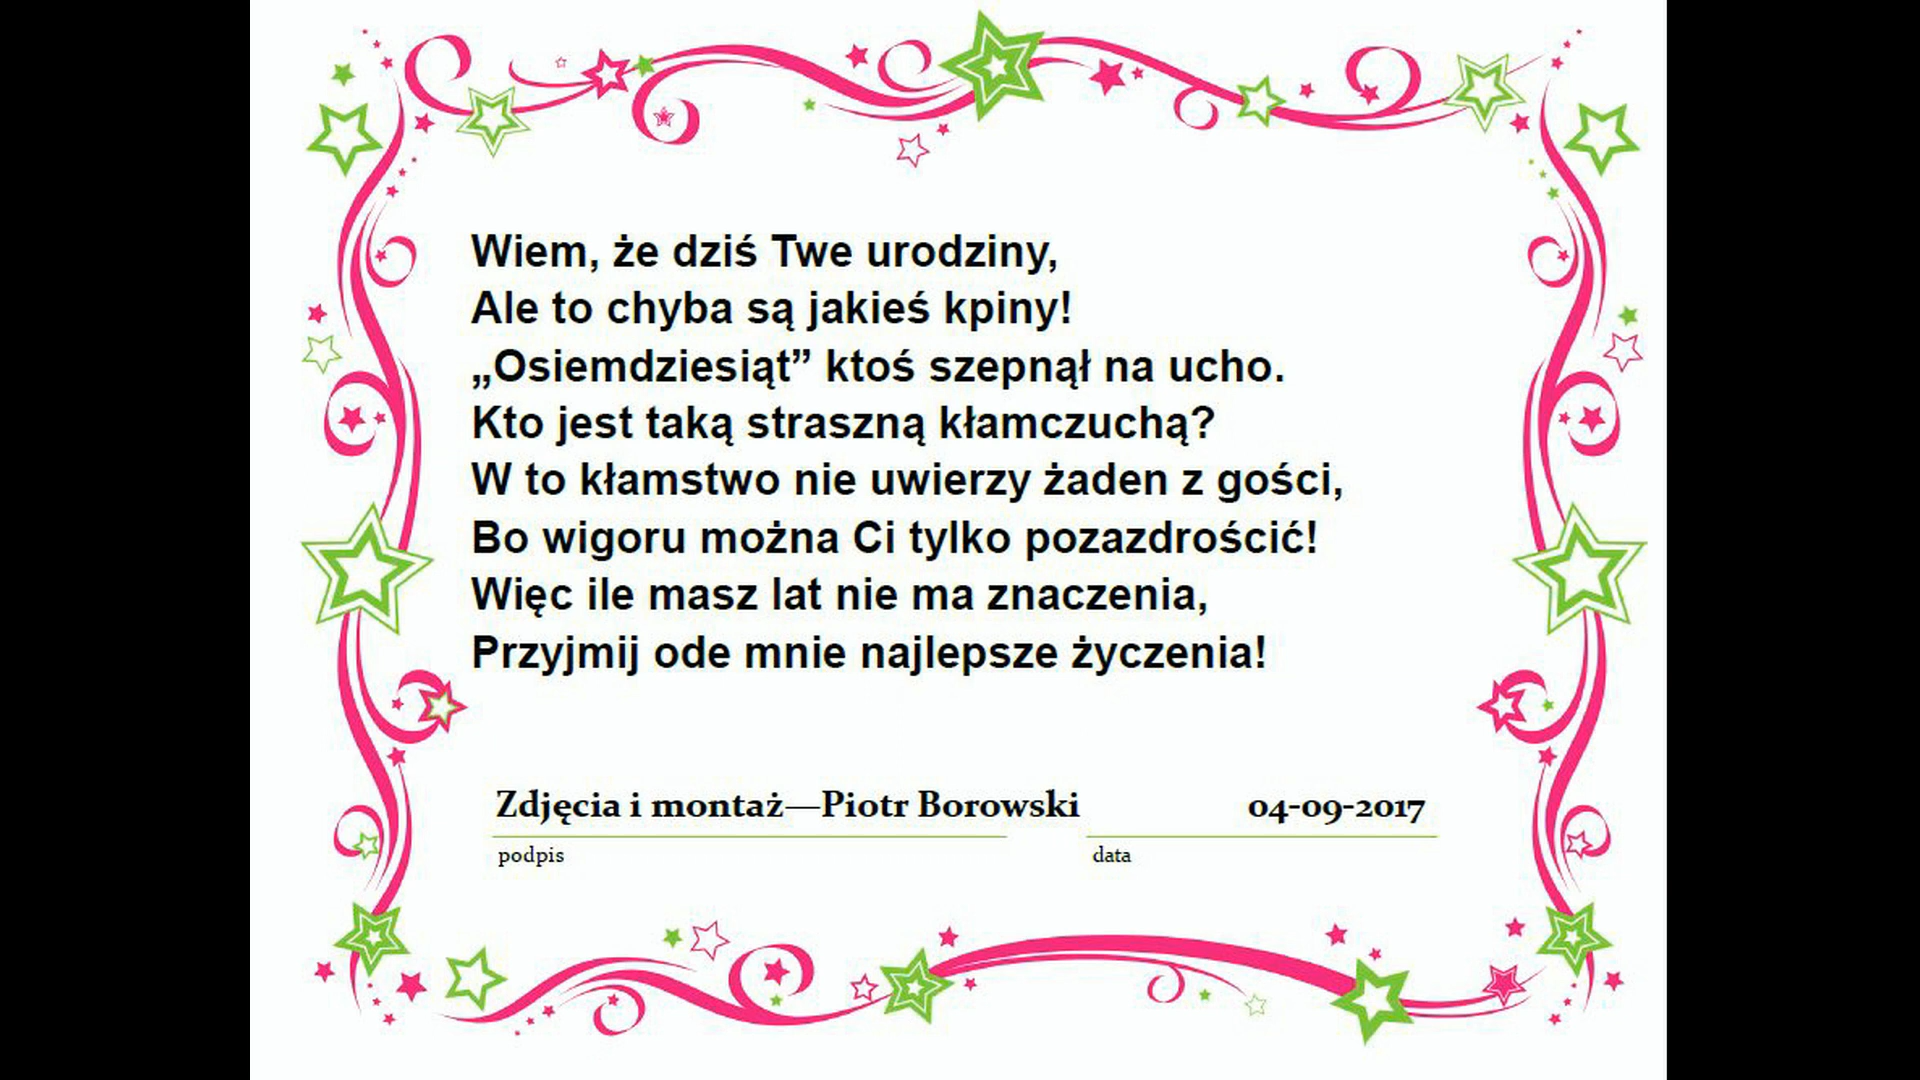 Wiem, że dziś Twe urodziny,
Ale to chyba są jakieś kpiny!
„Osiemdziesiąt” ktoś szepnął na ucho.
Kto jest taką straszną kłamczuchą?
W to kłamstwo nie uwierzy żaden z gości,
Bo wigoru można Ci tylko pozazdrościć!
Więc ile masz lat nie ma znaczenia,
Przyjmij ode mnie najlepsze życzenia!
Zdjęcia i montaż—Piotr Borowski 04-09-2017
podpis data